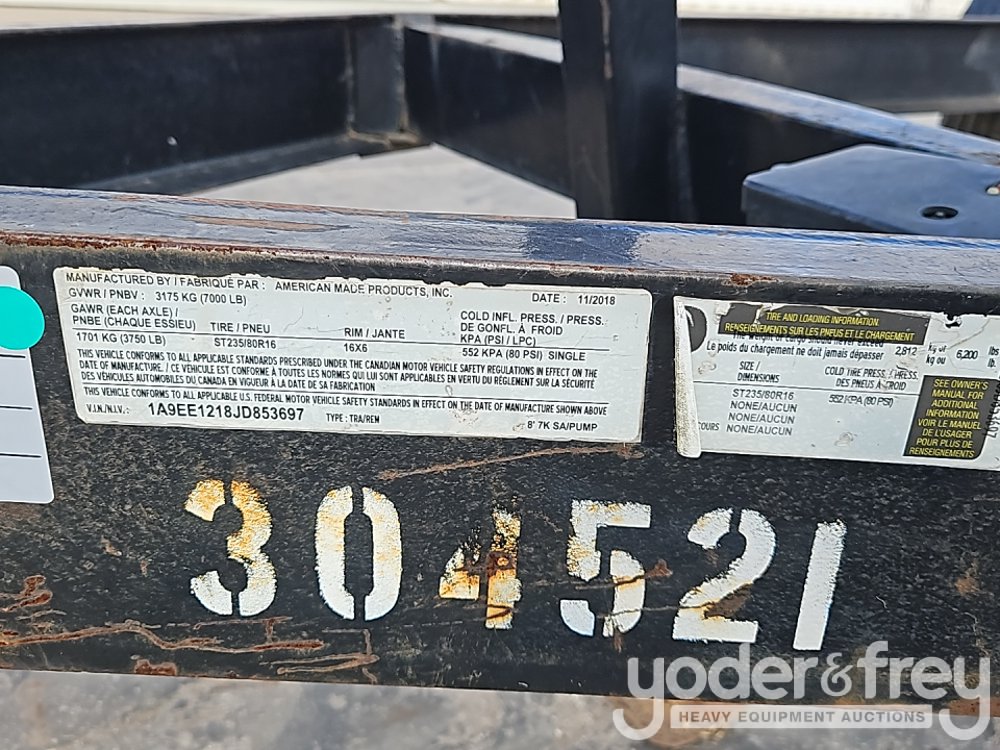 MANUFACTURED BY / FABRIQUÉ PAR : AMERICAN MADE PRODUCTS, INC. DATE : 11/2018
GVWR / PNBV : 3175 KG (7000 LB)
GAWR (EACH AXLE) /
PNBE (CHAQUE ESSIEU) TIRE / PNEU RIM / JANTE
COLD INFL. PRESS. / PRESS.
DE GONFL. À FROID
KPA (PSI / LPC)
1701 KG (3750 LB) ST235/80R16 16X6 552 KPA (80 PSI) SINGLE
THIS VEHICLE CONFORMS TO ALL APPLICABLE STANDARDS PRESCRIBED UNDER THE CANADIAN MOTOR VEHICLE SAFETY REGULATIONS IN EFFECT ON THE
DATE OF MANUFACTURE. / CE VEHICULE EST CONFORME À TOUTES LES NORMES QUI LUI SONT APPLICABLES EN VERTU DU RÈGLEMENT SUR LA SÉCURITÉ
DES VÉHICULES AUTOMOBILES DU CANADA EN VIGUEUR À LA DATE DE SA FABRICATION
THIS VEHICLE CONFORMS TO ALL APPLICABLE U.S. FEDERAL MOTOR VEHICLE SAFETY STANDARDS IN EFFECT ON THE DATE OF MANUFACTURE SHOWN ABOVE
V.I.N./N.I.V.: 1A9EE1218JD853697 TYPE : TRA/REM 8' 7K SA/PUMP
TIRE AND LOADING INFORMATION
RENSEIGNEMENTS SUR LES PNEUS ET LE CHARGEMENT
The weight of cargo should never exceed
Le poids du chargement ne doit jamais dépasser 2,812 kg or kg ou 6,200 lbs
SIZE / DIMENSIONS
COLD TIRE PRESS. / PRESS. DES PNEUS À FROID
ST235/80R16 552 KPA (80 PSI)
NONE/AUCUN
NONE/AUCUN
NONE/AUCUN
SEE OWNER'S
MANUAL FOR
ADDITIONAL
INFORMATION
VOIR LE MANUEL
DE L'USAGER
POUR PLUS DE
RENSEIGNEMENTS
304521
yoder&frey
HEAVY EQUIPMENT AUCTIONS